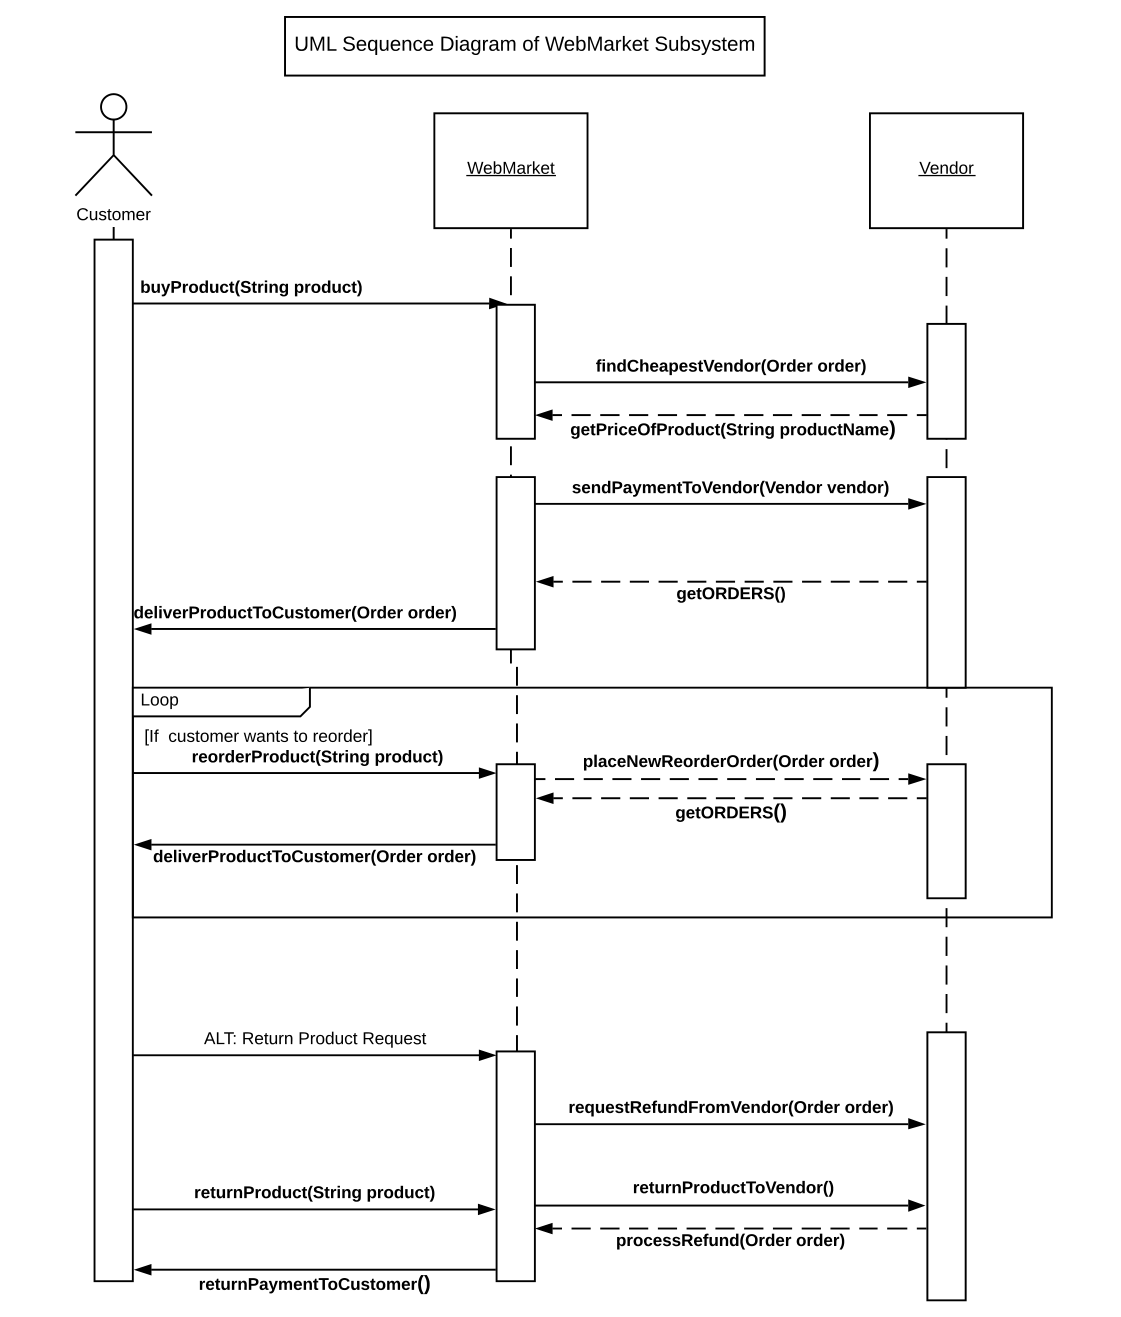 UML Sequence Diagram of WebMarket Subsystem
WebMarket
Vendor
Customer
buyProduct(String product)
findCheapestVendor(Order order)
getPriceOfProduct(String productName)
sendPaymentToVendor(Vendor vendor)
getORDERS()
deliverProductToCustomer(Order order)
Loop
[If  customer wants to reorder]
reorderProduct(String product)
placeNewReorderOrder(Order order)
getORDERS()
deliverProductToCustomer(Order order)
ALT: Return Product Request
requestRefundFromVendor(Order order)
returnProduct(String product)
returnProductToVendor()
processRefund(Order order)
returnPaymentToCustomer()